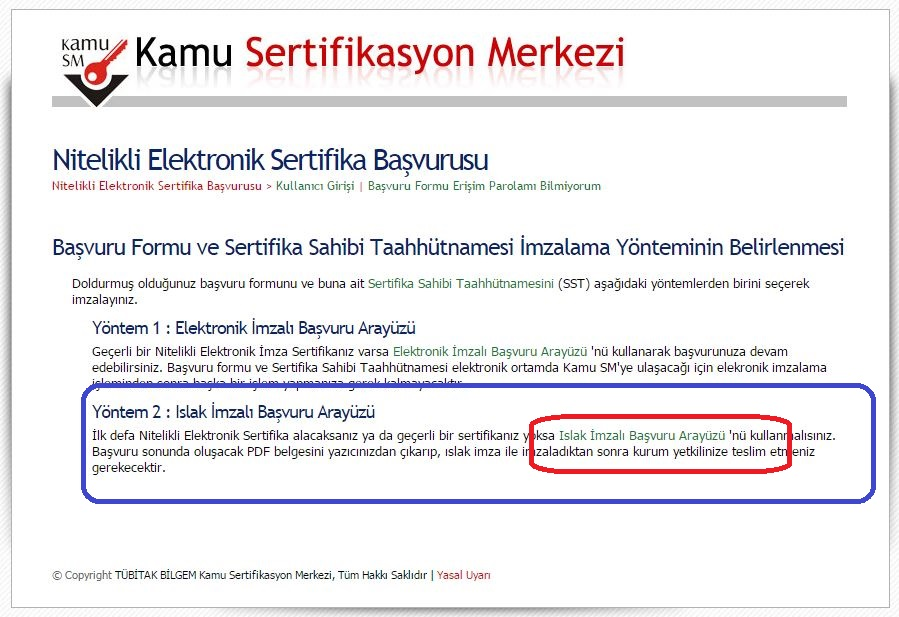 KAMU
SM
Kamu Sertifikasyon Merkezi
Nitelikli Elektronik Sertifika Başvurusu
Nitelikli Elektronik Sertifika Başvurusu > Kullanıcı Girişi | Başvuru Formu Erişim Parolamı Bilmiyorum
Başvuru Formu ve Sertifika Sahibi Taahhütnamesi İmzalama Yönteminin Belirlenmesi
Doldurmuş olduğunuz başvuru formunu ve buna ait Sertifika Sahibi Taahhütnamesini (SST) aşağıdaki yöntemlerden birini seçerek
imzalayınız.
Yöntem 1 : Elektronik İmzalı Başvuru Arayüzü
Geçerli bir Nitelikli Elektronik İmza Sertifikanız varsa Elektronik İmzalı Başvuru Arayüzü 'nü kullanarak başvurunuza devam
edebilirsiniz. Başvuru formu ve Sertifika Sahibi Taahhütnamesi elektronik ortamda Kamu SM'ye ulaşacağı için elekronik imzalama
işleminden sonra başka bir işlem yapmanıza gerek kalmayacaktır.
Yöntem 2 : Islak İmzalı Başvuru Arayüzü
İlk defa Nitelikli Elektronik Sertifika alacaksanız ya da geçerli bir sertifikanız yoksa Islak İmzalı Başvuru Arayüzü 'nü kullanmalısınız.
Başvuru sonunda oluşacak PDF belgesini yazıcınızdan çıkarıp, ıslak imza ile imzaladıktan sonra kurum yetkilinize teslim etmeniz
gerekecektir.
© Copyright TÜBİTAK BİLGEM Kamu Sertifikasyon Merkezi, Tüm Hakkı Saklıdır | Yasal Uyarı